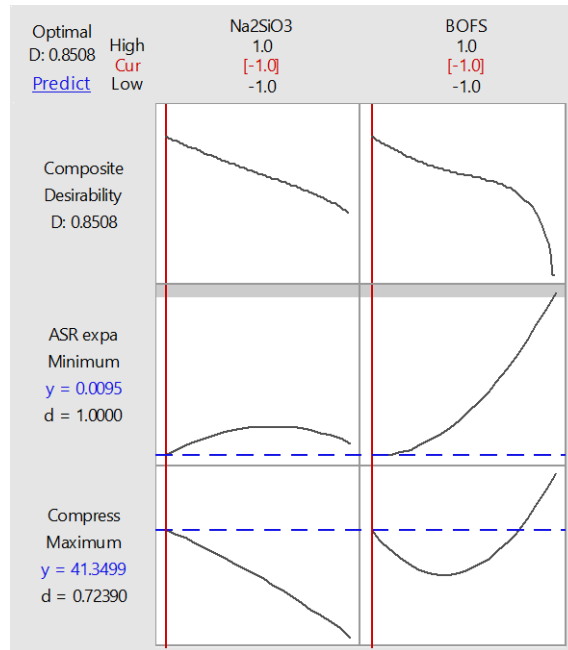 Optimal
D: 0.8508
Predict
High
Cur
Low
Na2SiO3
1.0
[-1.0]
-1.0
BOFS
1.0
[-1.0]
-1.0
Composite
Desirability
D: 0.8508
ASR expa
Minimum
y = 0.0095
d = 1.0000
Compress
Maximum
y = 41.3499
d = 0.72390